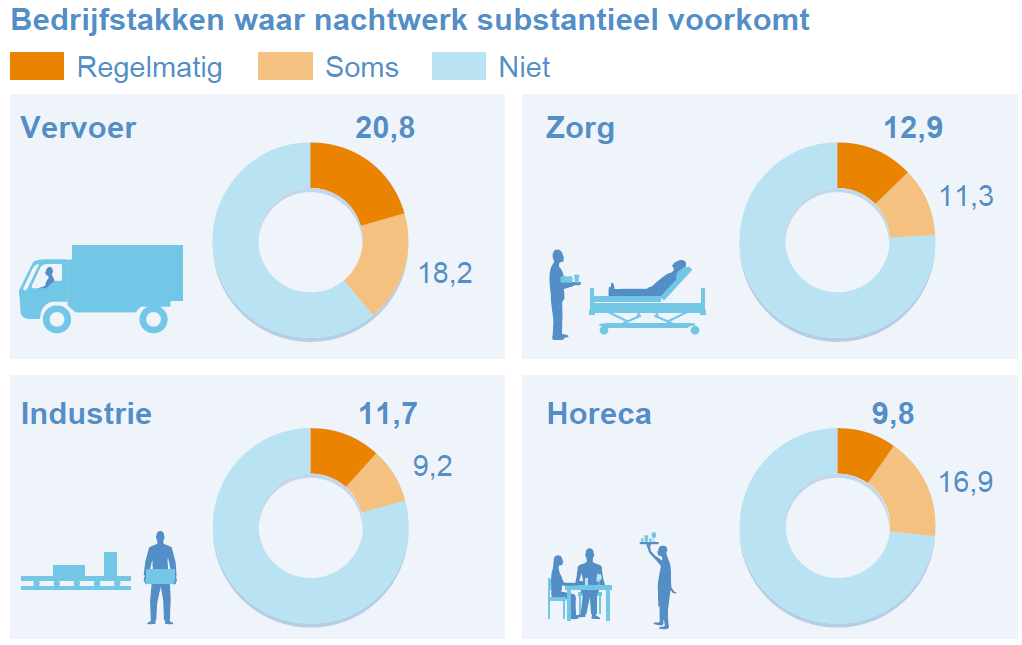 Bedrijfstakken waar nachtwerk substantieel voorkomt
Regelmatig Soms Niet
Vervoer
20,8
18,2
Zorg
12,9
11,3
Industrie
11,7
9,2
Horeca
9,8
16,9